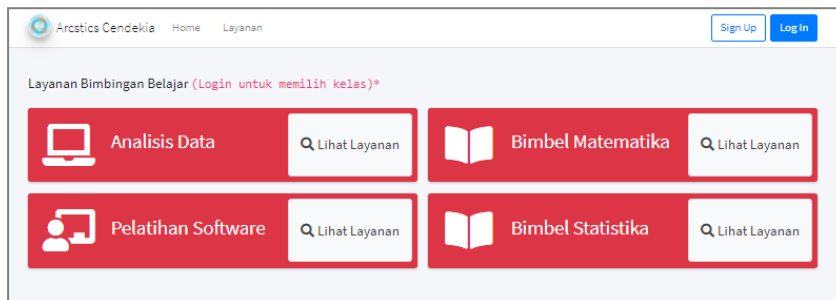 Arcstics Cendekia Home Layanan Sign Up Log In
Layanan Bimbingan Belajar (Login untuk memilih kelas)*
Analisis Data Lihat Layanan Bimbel Matematika Lihat Layanan
Pelatihan Software Lihat Layanan Bimbel Statistika Lihat Layanan